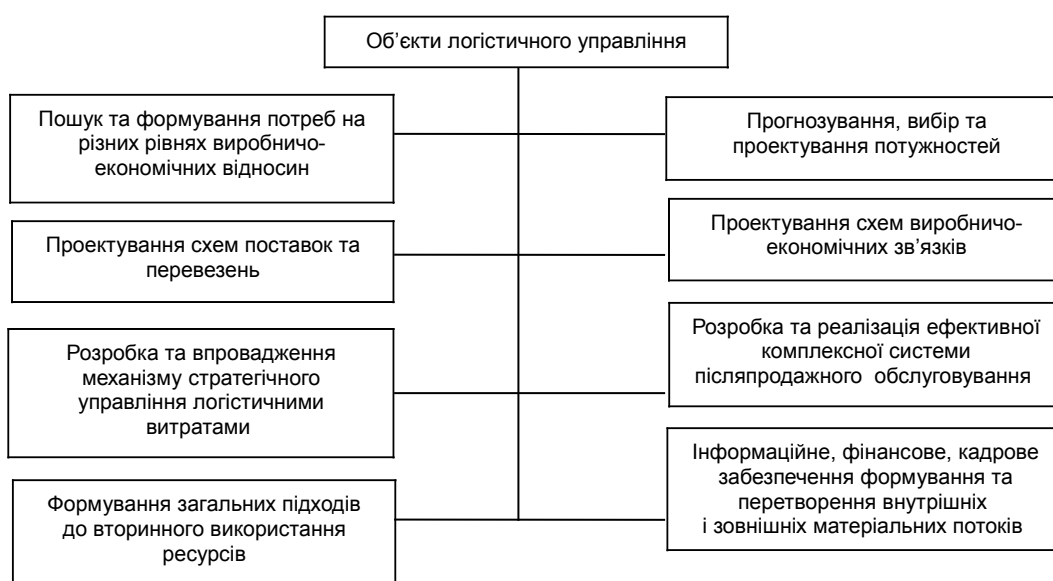 Об’єкти логістичного управління
Пошук та формування потреб на
різних рівнях виробничо-
економічних відносин
Прогнозування, вибір та
проектування потужностей
Проектування схем поставок та
перевезень
Проектування схем виробничо-
економічних зв’язків
Розробка та впровадження
механізму стратегічного
управління логістичними
витратами
Розробка та реалізація ефективної
комплексної системи
післяпродажного обслуговування
Формування загальних підходів
до вторинного використання
ресурсів
Інформаційне, фінансове, кадрове
забезпечення формування та
перетворення внутрішніх
і зовнішніх матеріальних потоків